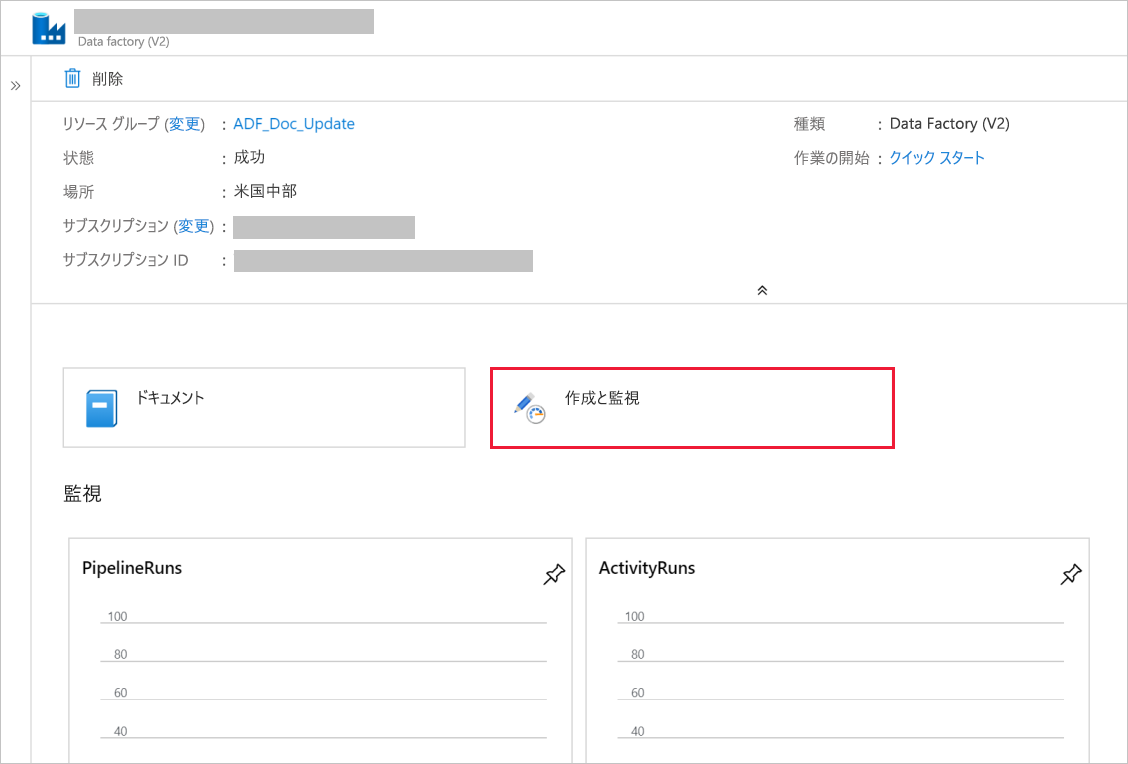 Data factory (V2)
削除
リソース グループ (変更) : ADF_Doc_Update
種類 : Data Factory (V2)
状態 : 成功
作業の開始 : クイック スタート
場所 : 米国中部
サブスクリプション (変更) :
サブスクリプション ID :
ドキュメント
作成と監視
監視
PipelineRuns
100
80
60
40
ActivityRuns
100
80
60
40